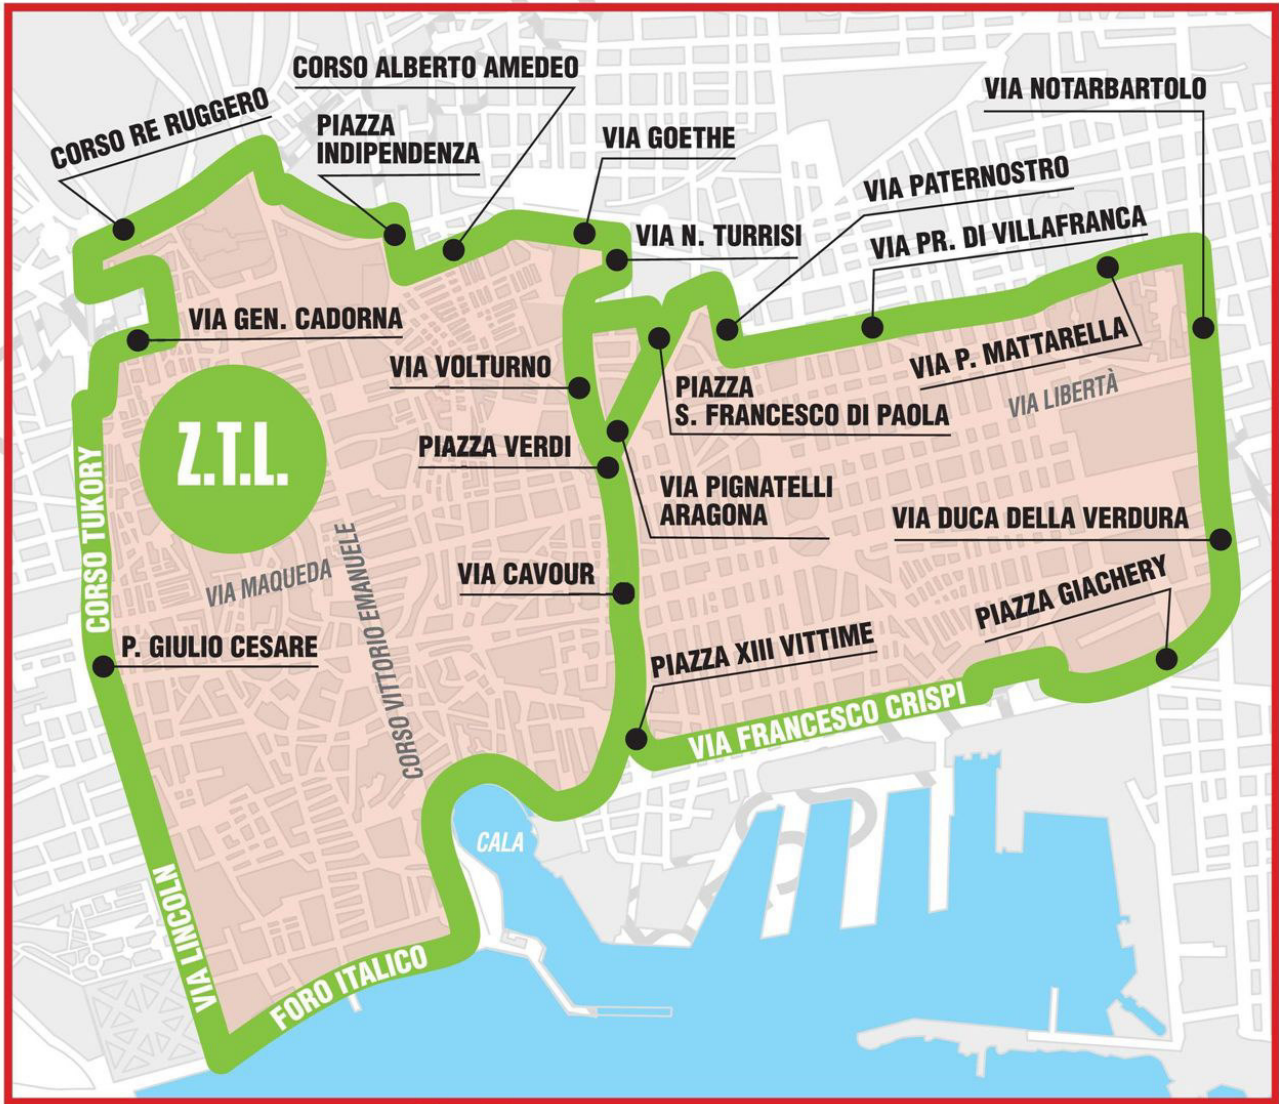 CORSO ALBERTO AMEDEO
VIA NOTARBARTOLO
CORSO RE RUGGERO
PIAZZA
INDIPENDENZA
VIA GOETHE
VIA PATERNOSTRO
VIA N. TURRISI
VIA PR. DI VILLAFRANCA
VIA GEN. CADORNA
VIA P. MATTARELLA
VIA VOLTURNO
PIAZZA
S. FRANCESCO DI PAOLA
VIA LIBERTÀ
Z.T.L.
PIAZZA VERDI
VIA PIGNATELLI
ARAGONA
VIA DUCA DELLA VERDURA
CORSO TUKORY
VIA MAQUEDA
CORSO VITTORIO EMANUELE
VIA CAVOUR
PIAZZA GIACHERY
P. GIULIO CESARE
PIAZZA XIII VITTIME
VIA FRANCESCO CRISPI
CALA
VIA LINCOLN
FORO ITALICO